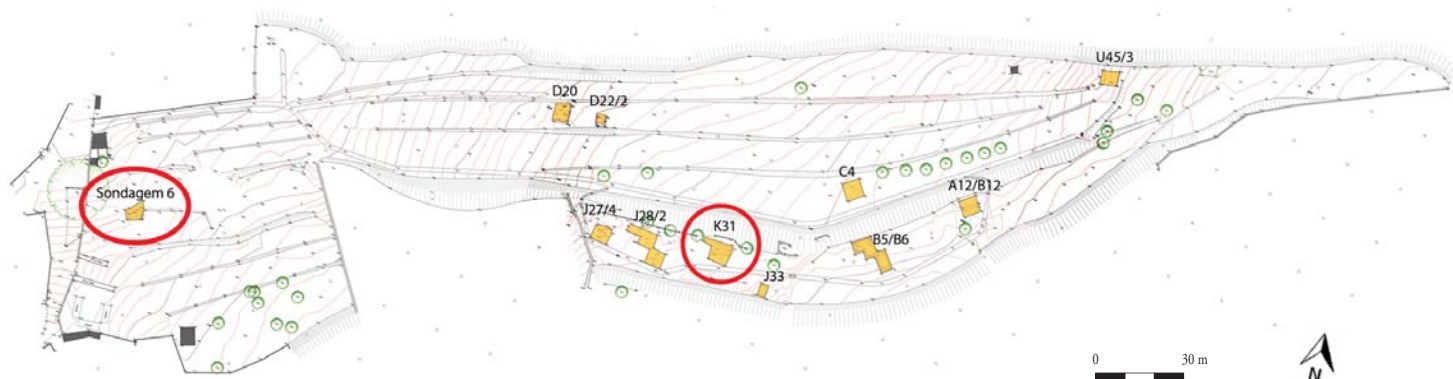 U45/3
D20
D22/2
Sondagem 6
C4
A12/B12
J27/4
J28/2
K31
B5/B6
J33
0 30 m
N